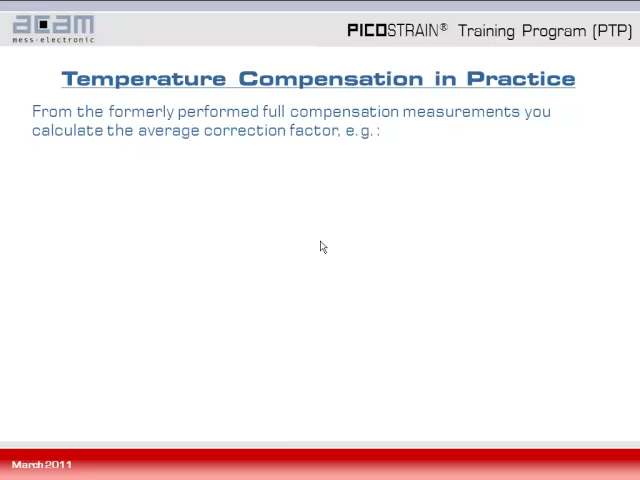 acam
mess-electronic
PICOSTRAIN® Training Program (PTP)
Temperature Compensation in Practice
From the formerly performed full compensation measurements you
calculate the average correction factor, e.g.:
March 2011